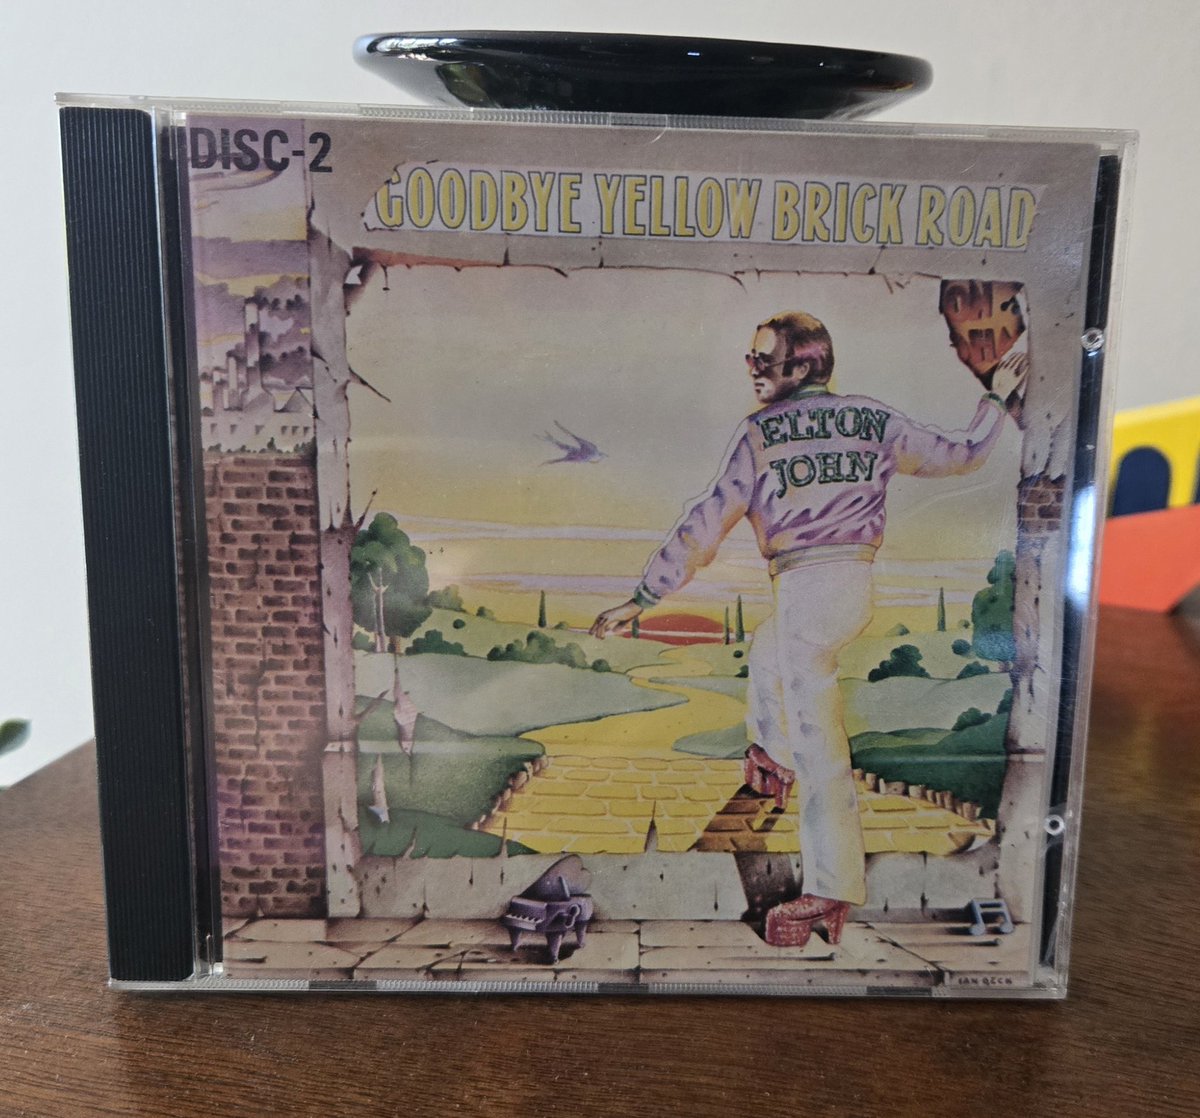 DISC-2
GOODBYE YELLOW BRICK ROAD
ELTON
JOHN